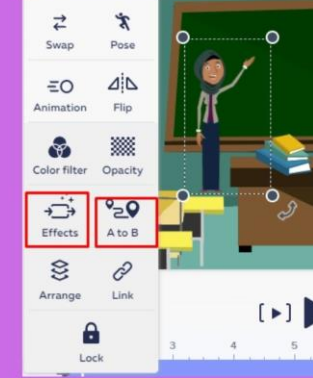 Swap Pose
Animation Flip
Color filter Opacity
Effects A to B
Arrange Link
Lock
3 4 5